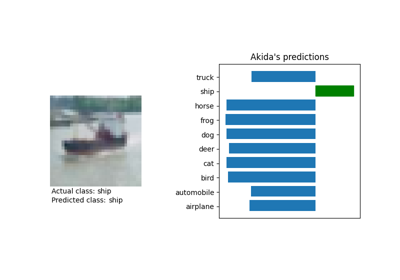 Akida's predictions
truck
ship
horse
frog
dog
deer
cat
bird
automobile
airplane
Actual class: ship
Predicted class: ship